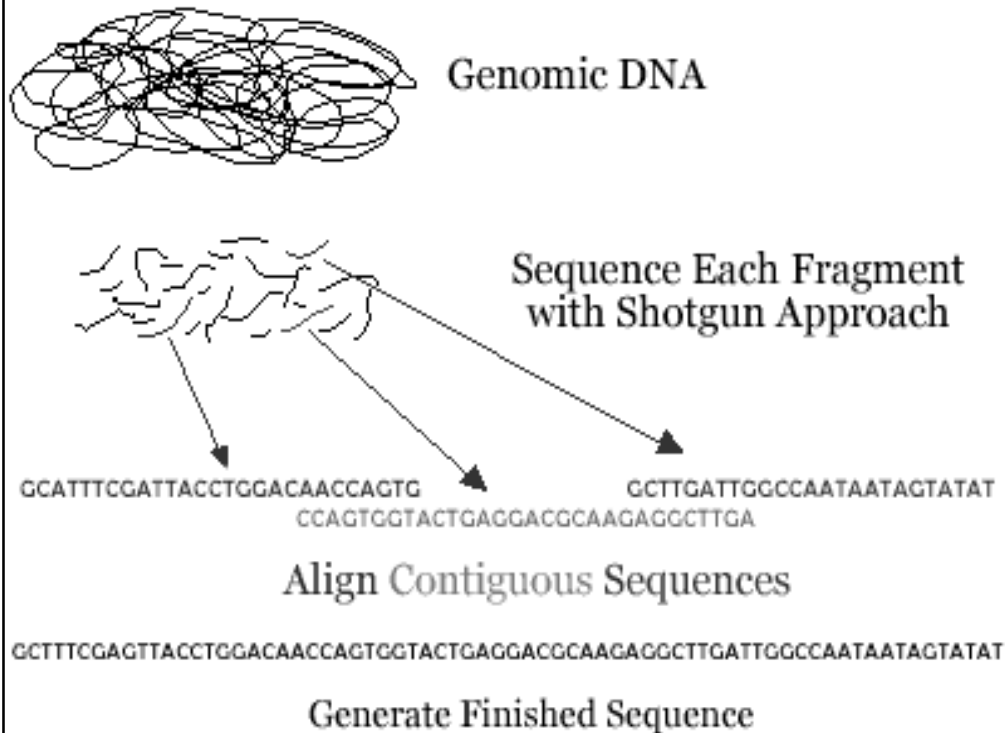 Genomic DNA
Sequence Each Fragment
with Shotgun Approach
GCATTTCGATTACCTGGACAACCAGTG GCTTGATTGGCCAATAATAGTATAT
CCAGTGGTACTGAGGACGCAAGAGGCTTGA
Align Contiguous Sequences
GCTTTCGAGTTACCTGGACAACCAGTGGTACTGAGGACGCAAGAGGCTTGATTGGCCAATAATAGTATAT
Generate Finished Sequence